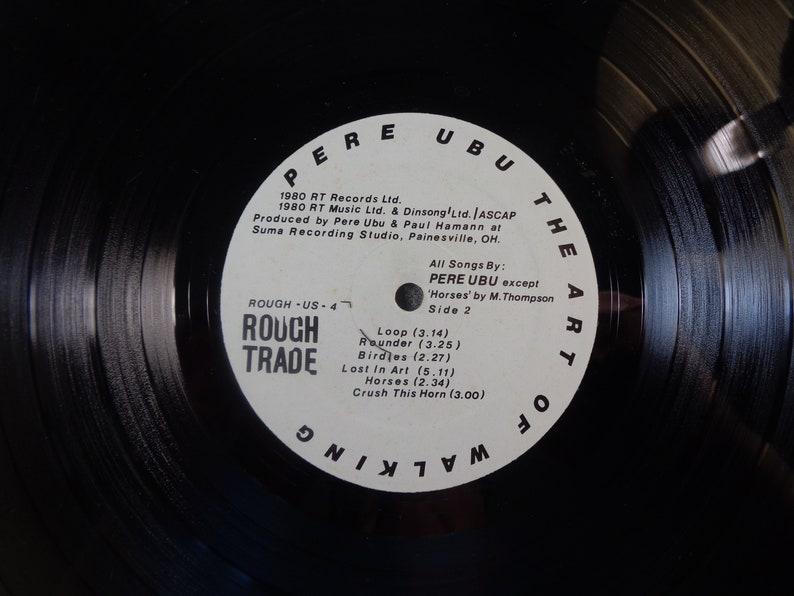 PERE UBU THE ART OF WALKING
1980 RT Records Ltd.
1980 RT Music Ltd. & Dinsong Ltd. / ASCAP
Produced by Pere Ubu & Paul Hamann at
Suma Recording Studio, Painesville, OH.
All Songs By:
PERE UBU except
'Horses' by M. Thompson
Side 2
ROUGH - US - 4
ROUGH
TRADE
Loop (3.14)
Rounder (3.25)
Birdies (2.27)
Lost In Art (5.11)
Horses (2.34)
Crush This Horn (3.00)